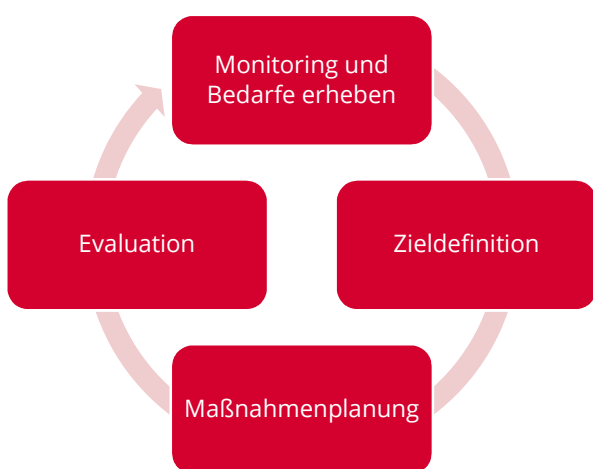 Monitoring und
Bedarfe erheben
Evaluation
Zieldefinition
Maßnahmenplanung